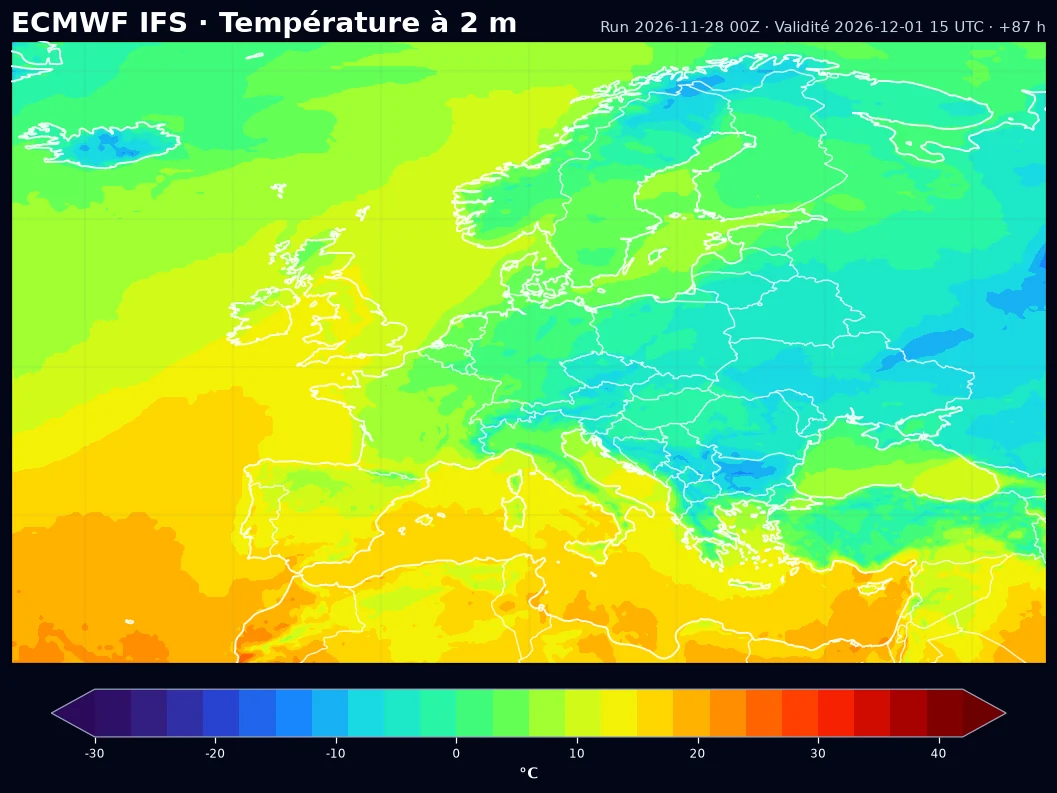 ECMWF IFS · Température à 2 m
Run 2026-11-28 00Z · Validité 2026-12-01 15 UTC · +87 h
-30 -20 -10 0 10 20 30 40
°C